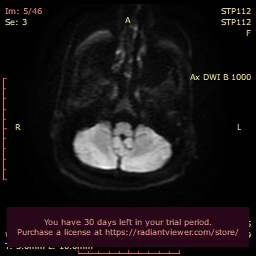 Im: 5/46
Se: 3
A
STP112
STP112
F
Ax DWI B 1000
R
L
You have 30 days left in your trial period.
Purchase a license at https://radiantviewer.com/store/